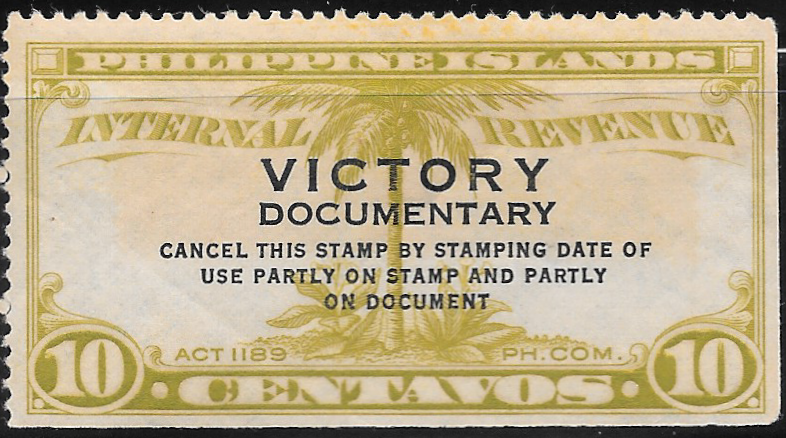 PHILIPPINE ISLANDS
INTERNAL REVENUE
VICTORY
DOCUMENTARY
CANCEL THIS STAMP BY STAMPING DATE OF
USE PARTLY ON STAMP AND PARTLY
ON DOCUMENT
ACT 1189 PH. COM.
10 CENTAVOS 10